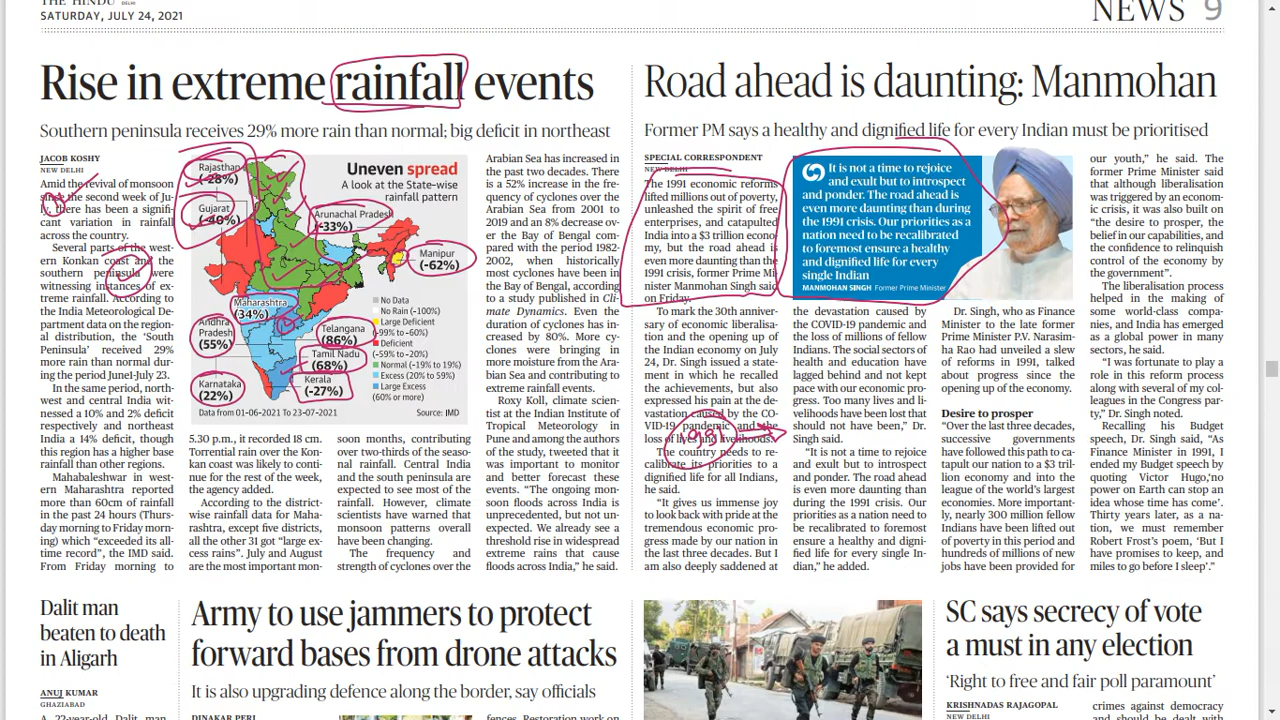 THE HINDU DELHI
SATURDAY, JULY 24, 2021
NEWS 9
Rise in extreme rainfall events
Southern peninsula receives 29% more rain than normal; big deficit in northeast
JACOB KOSHY
NEW DELHI
Amid the revival of monsoon
since the second week of Ju-
ly, there has been a signifi-
cant variation in rainfall
across the country.
Several parts of the west-
ern Konkan coast and the
southern peninsula were
witnessing instances of ex-
treme rainfall. According to
the India Meteorological De-
partment data on the region-
al distribution, the ‘South
Peninsula’ received 29%
more rain than normal dur-
ing the period June1-July 23.
In the same period, north-
west and central India wit-
nessed a 10% and 2% deficit
respectively and northeast
India a 14% deficit, though
this region has a higher base
rainfall than other regions.
Mahabaleshwar in west-
ern Maharashtra reported
more than 60cm of rainfall
in the past 24 hours (Thurs-
day morning to Friday morn-
ing) which “exceeded its all-
time record”, the IMD said.
From Friday morning to
Uneven spread
A look at the State-wise
rainfall pattern
Rajasthan
(-28%)
Gujarat
(-40%)
Arunachal Pradesh
(-33%)
Manipur
(-62%)
Maharashtra
(34%)
Andhra
Pradesh
(55%)
Telangana
(86%)
Tamil Nadu
(68%)
Karnataka
(22%)
Kerala
(-27%)
No Data
No Rain (-100%)
Large Deficient
(-99% to -60%)
Deficient
(-59% to -20%)
Normal (-19% to 19%)
Excess (20% to 59%)
Large Excess
(60% or more)
Data from 01-06-2021 To 23-07-2021
Source: IMD
5.30 p.m., it recorded 18 cm.
Torrential rain over the Kon-
kan coast was likely to conti-
nue for the rest of the week,
the agency added.
According to the district-
wise rainfall data for Maha-
rashtra, except five districts,
all the other 31 got “large ex-
cess rains”. July and August
are the most important mon-
soon months, contributing
over two-thirds of the seaso-
nal rainfall. Central India
and the south peninsula are
expected to see most of the
rainfall. However, climate
scientists have warned that
monsoon patterns overall
have been changing.
The frequency and
strength of cyclones over the
Arabian Sea has increased in
the past two decades. There
is a 52% increase in the fre-
quency of cyclones over the
Arabian Sea from 2001 to
2019 and an 8% decrease ov-
er the Bay of Bengal com-
pared with the period 1982-
2002, when historically
most cyclones have been in
the Bay of Bengal, according
to a study published in Cli-
mate Dynamics. Even the
duration of cyclones has in-
creased by 80%. More cy-
clones were bringing in
more moisture from the Ara-
bian Sea and contributing to
extreme rainfall events.
Roxy Koll, climate scien-
tist at the Indian Institute of
Tropical Meteorology in
Pune and among the authors
of the study, tweeted that it
was important to monitor
and better forecast these
events. “The ongoing mon-
soon floods across India is
unprecedented, but not un-
expected. We already see a
threshold rise in widespread
extreme rains that cause
floods across India,” he said.
Road ahead is daunting: Manmohan
Former PM says a healthy and dignified life for every Indian must be prioritised
SPECIAL CORRESPONDENT
NEW DELHI
The 1991 economic reforms
lifted millions out of poverty,
unleashed the spirit of free
enterprises, and catapulted
India into a $3 trillion econo-
my, but the road ahead is
even more daunting than the
1991 crisis, former Prime Mi-
nister Manmohan Singh said
on Friday.
To mark the 30th anniver-
sary of economic liberalisa-
tion and the opening up of
the Indian economy on July
24, Dr. Singh issued a state-
ment in which he recalled
the achievements, but also
expressed his pain at the de-
vastation caused by the CO-
VID-19 pandemic and the
loss of lives and livelihoods.
1991
The country needs to re-
calibrate its priorities to a
dignified life for all Indians,
he said.
“It gives us immense joy
to look back with pride at the
tremendous economic pro-
gress made by our nation in
the last three decades. But I
am also deeply saddened at
It is not a time to rejoice
and exult but to introspect
and ponder. The road ahead
is even more daunting than during
the 1991 crisis. Our priorities as a
nation need to be recalibrated
to foremost ensure a healthy
and dignified life for every
single Indian
MANMOHAN SINGH Former Prime Minister
the devastation caused by
the COVID-19 pandemic and
the loss of millions of fellow
Indians. The social sectors of
health and education have
lagged behind and not kept
pace with our economic pro-
gress. Too many lives and li-
velihoods have been lost that
should not have been,” Dr.
Singh said.
“It is not a time to rejoice
and exult but to introspect
and ponder. The road ahead
is even more daunting than
during the 1991 crisis. Our
priorities as a nation need to
be recalibrated to foremost
ensure a healthy and digni-
fied life for every single In-
dian,” he added.
Dr. Singh, who as Finance
Minister to the late former
Prime Minister P.V. Narasim-
ha Rao had unveiled a slew
of reforms in 1991, talked
about progress since the
opening up of the economy.
Desire to prosper
“Over the last three decades,
successive governments
have followed this path to ca-
tapult our nation to a $3 tril-
lion economy and into the
league of the world’s largest
economies. More important-
ly, nearly 300 million fellow
Indians have been lifted out
of poverty in this period and
hundreds of millions of new
jobs have been provided for
our youth,” he said. The
former Prime Minister said
that although liberalisation
was triggered by an econom-
ic crisis, it was also built on
“the desire to prosper, the
belief in our capabilities, and
the confidence to relinquish
control of the economy by
the government”.
The liberalisation process
helped in the making of
some world-class compa-
nies, and India has emerged
as a global power in many
sectors, he said.
“I was fortunate to play a
role in this reform process
along with several of my col-
leagues in the Congress par-
ty,” Dr. Singh noted.
Recalling his Budget
speech, Dr. Singh said, “As
Finance Minister in 1991, I
ended my Budget speech by
quoting Victor Hugo,‘no
power on Earth can stop an
idea whose time has come’.
Thirty years later, as a na-
tion, we must remember
Robert Frost’s poem, ‘But I
have promises to keep, and
miles to go before I sleep’.”
Dalit man
beaten to death
in Aligarh
ANUJ KUMAR
GHAZIABAD
A 22-year-old Dalit man
Army to use jammers to protect
forward bases from drone attacks
It is also upgrading defence along the border, say officials
DINAKAR PERI
fences. Restoration work on
SC says secrecy of vote
a must in any election
‘Right to free and fair poll paramount’
KRISHNADAS RAJAGOPAL
NEW DELHI
crimes against democracy
and should be dealt with